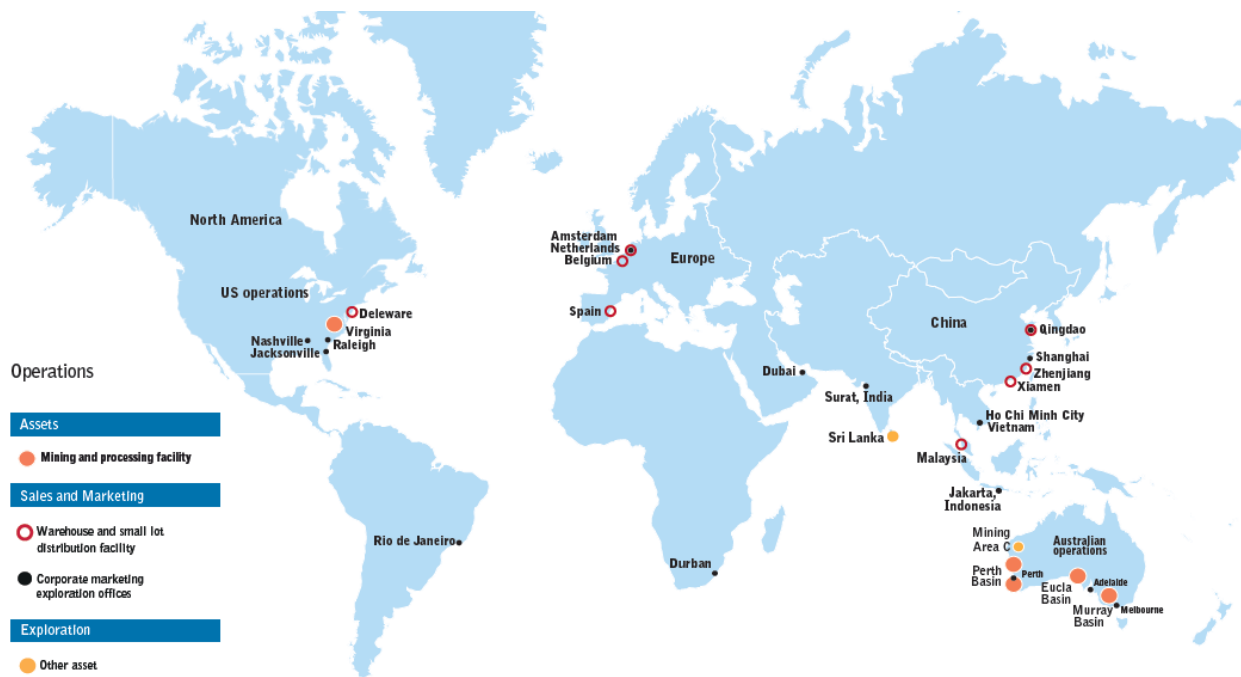 North America
US operations
Deleware
Virginia
Nashville
Raleigh
Jacksonville
Rio de Janeiro
Amsterdam
Netherlands
Belgium
Europe
Spain
China
Qingdao
Shanghai
Zhenjiang
Xiamen
Dubai
Surat, India
Ho Chi Minh City
Vietnam
Sri Lanka
Malaysia
Jakarta,
Indonesia
Durban
Mining
Area C
Australian
operations
Perth
Basin
Perth
Eucla
Basin
Adelaide
Murray
Basin
Melbourne
Operations
Assets
Mining and processing facility
Sales and Marketing
Warehouse and small lot
distribution facility
Corporate marketing
exploration offices
Exploration
Other asset